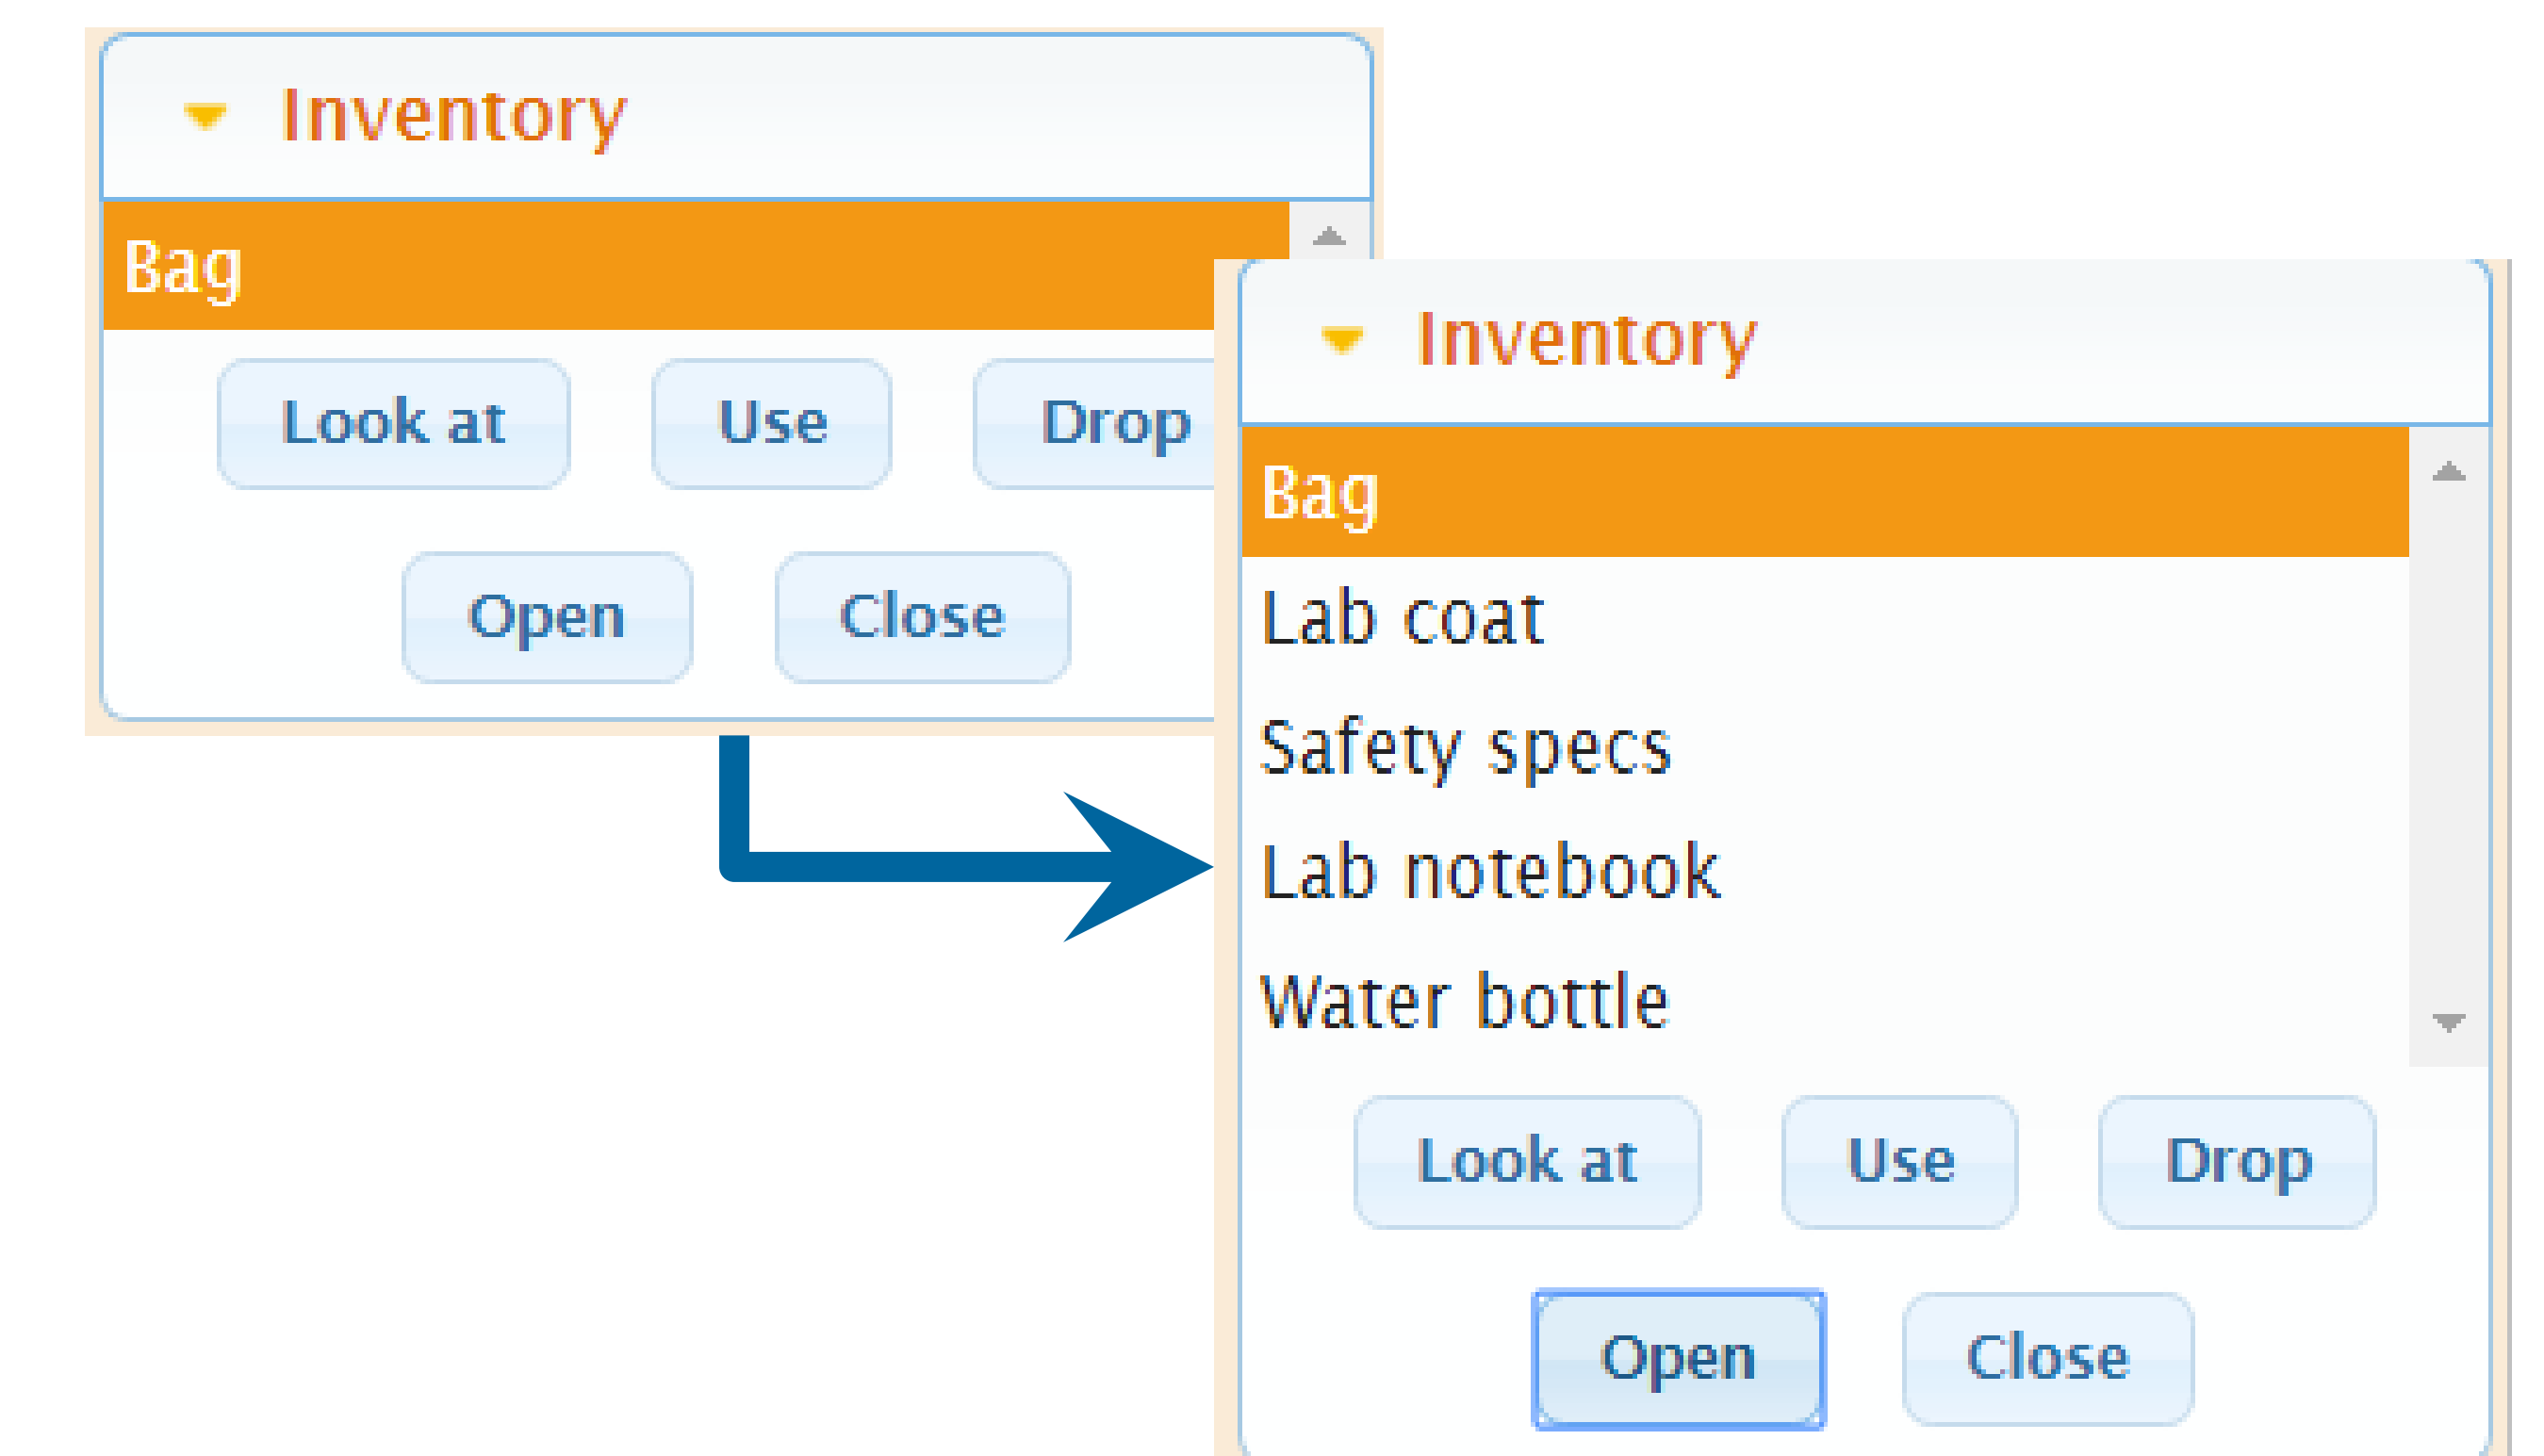 Inventory
Bag
Look at Use Drop
Open Close
Inventory
Bag
Lab coat
Safety specs
Lab notebook
Water bottle
Look at Use Drop
Open Close